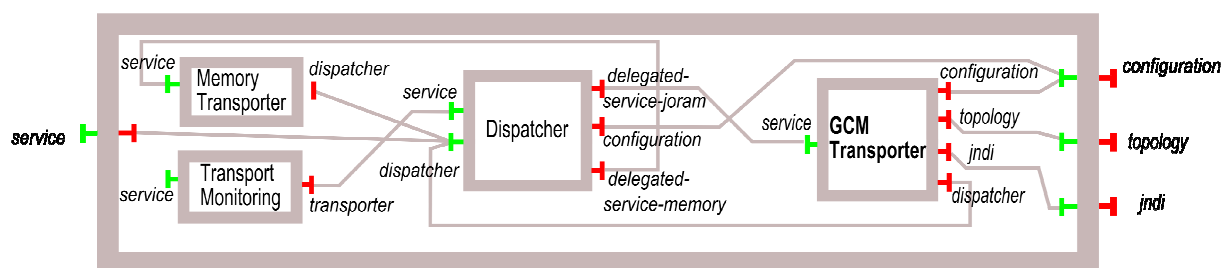 service
service
Memory
Transporter
dispatcher
service
Transport
Monitoring
transporter
service
dispatcher
Dispatcher
delegated-
service-joram
configuration
delegated-
service-memory
service
GCM
Transporter
configuration
topology
jndi
dispatcher
configuration
topology
jndi